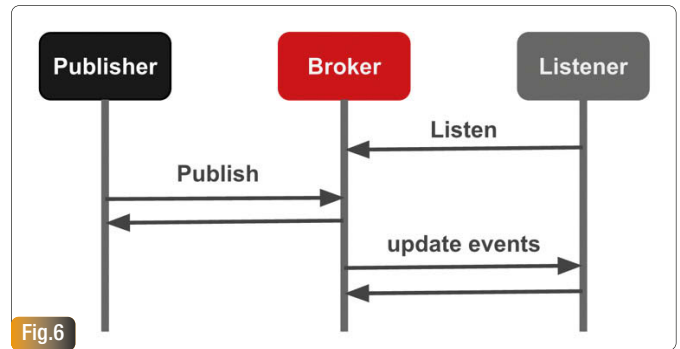 Publisher
Broker
Listener
Listen
Publish
update events
Fig.6